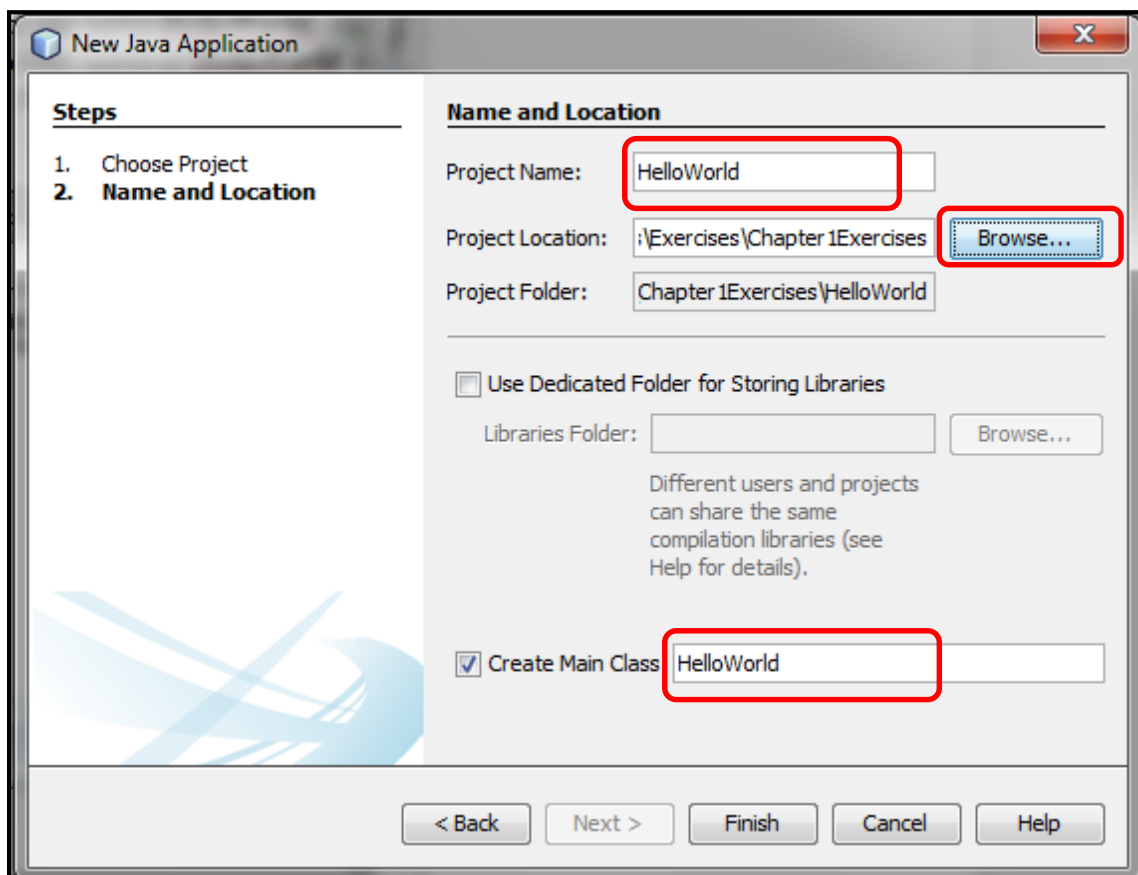 New Java Application
Steps
1. Choose Project
2. Name and Location
Name and Location
Project Name: HelloWorld
Project Location: :\Exercises\Chapter1Exercises Browse...
Project Folder: Chapter1Exercises\HelloWorld
Use Dedicated Folder for Storing Libraries
Libraries Folder: Browse...
Different users and projects
can share the same
compilation libraries (see
Help for details).
Create Main Class HelloWorld
< Back Next > Finish Cancel Help